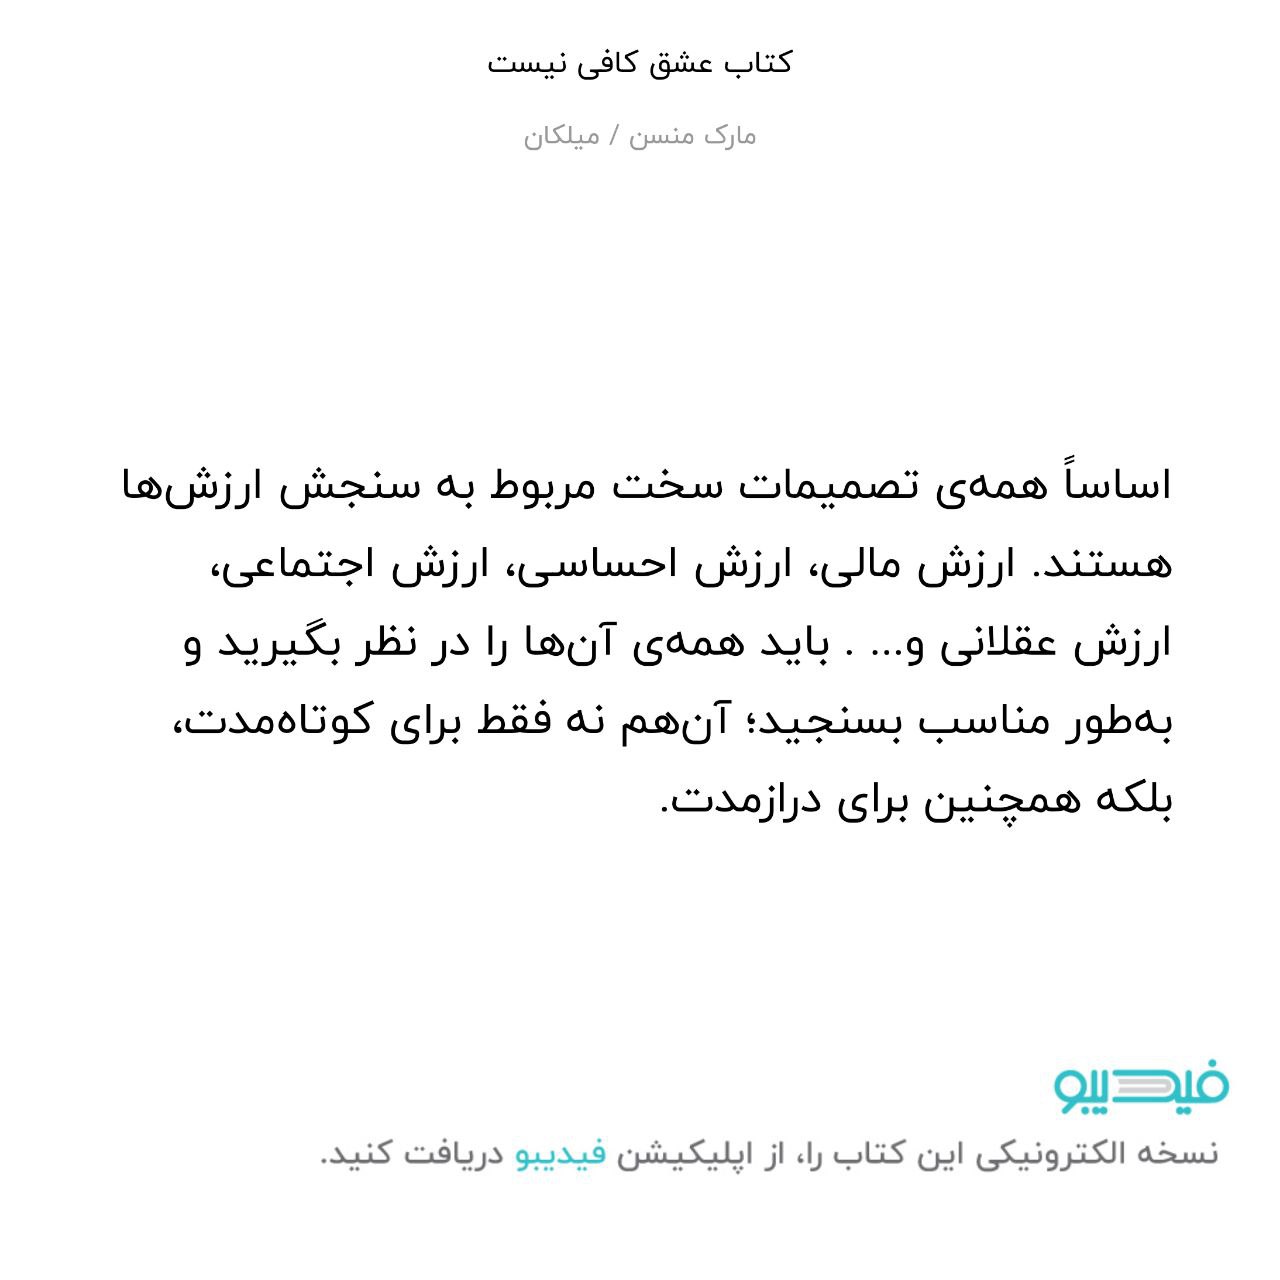 کتاب عشق کافی نیست
مارک منسن / میلکان
اساساً همه‌ی تصمیمات سخت مربوط به سنجش ارزش‌ها
هستند. ارزش مالی، ارزش احساسی، ارزش اجتماعی،
ارزش عقلانی و... . باید همه‌ی آن‌ها را در نظر بگیرید و
به‌طور مناسب بسنجید؛ آن‌هم نه فقط برای کوتاه‌مدت،
بلکه همچنین برای درازمدت.
فیدیبو
نسخه الکترونیکی این کتاب را، از اپلیکیشن فیدیبو دریافت کنید.